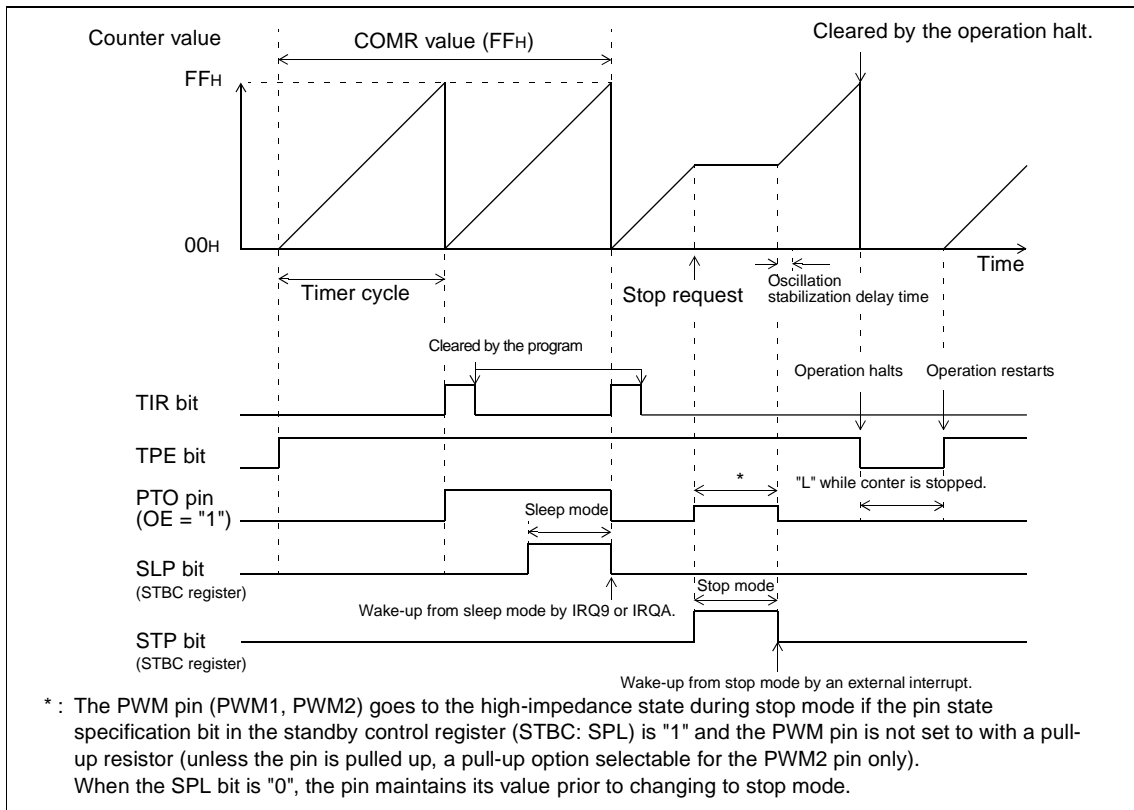 Counter value
COMR value (FFH)
Cleared by the operation halt.
FFH
00H
Time
Timer cycle
Stop request
Oscillation
stabilization delay time
Cleared by the program
Operation halts
Operation restarts
TIR bit
TPE bit
*
"L" while conter is stopped.
PTO pin
(OE = "1")
Sleep mode
SLP bit
(STBC register)
Stop mode
Wake-up from sleep mode by IRQ9 or IRQA.
STP bit
(STBC register)
Wake-up from stop mode by an external interrupt.
* : The PWM pin (PWM1, PWM2) goes to the high-impedance state during stop mode if the pin state
specification bit in the standby control register (STBC: SPL) is "1" and the PWM pin is not set to with a pull-
up resistor (unless the pin is pulled up, a pull-up option selectable for the PWM2 pin only).
When the SPL bit is "0", the pin maintains its value prior to changing to stop mode.